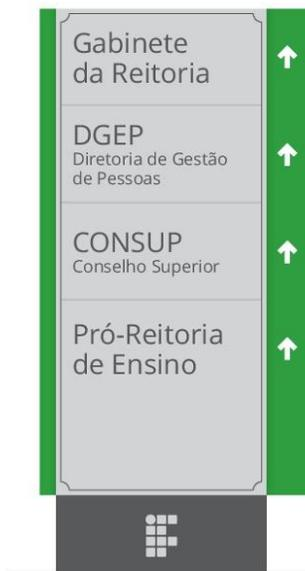 Gabinete
da Reitoria
DGEP
Diretoria de Gestão
de Pessoas
CONSUP
Conselho Superior
Pró-Reitoria
de Ensino